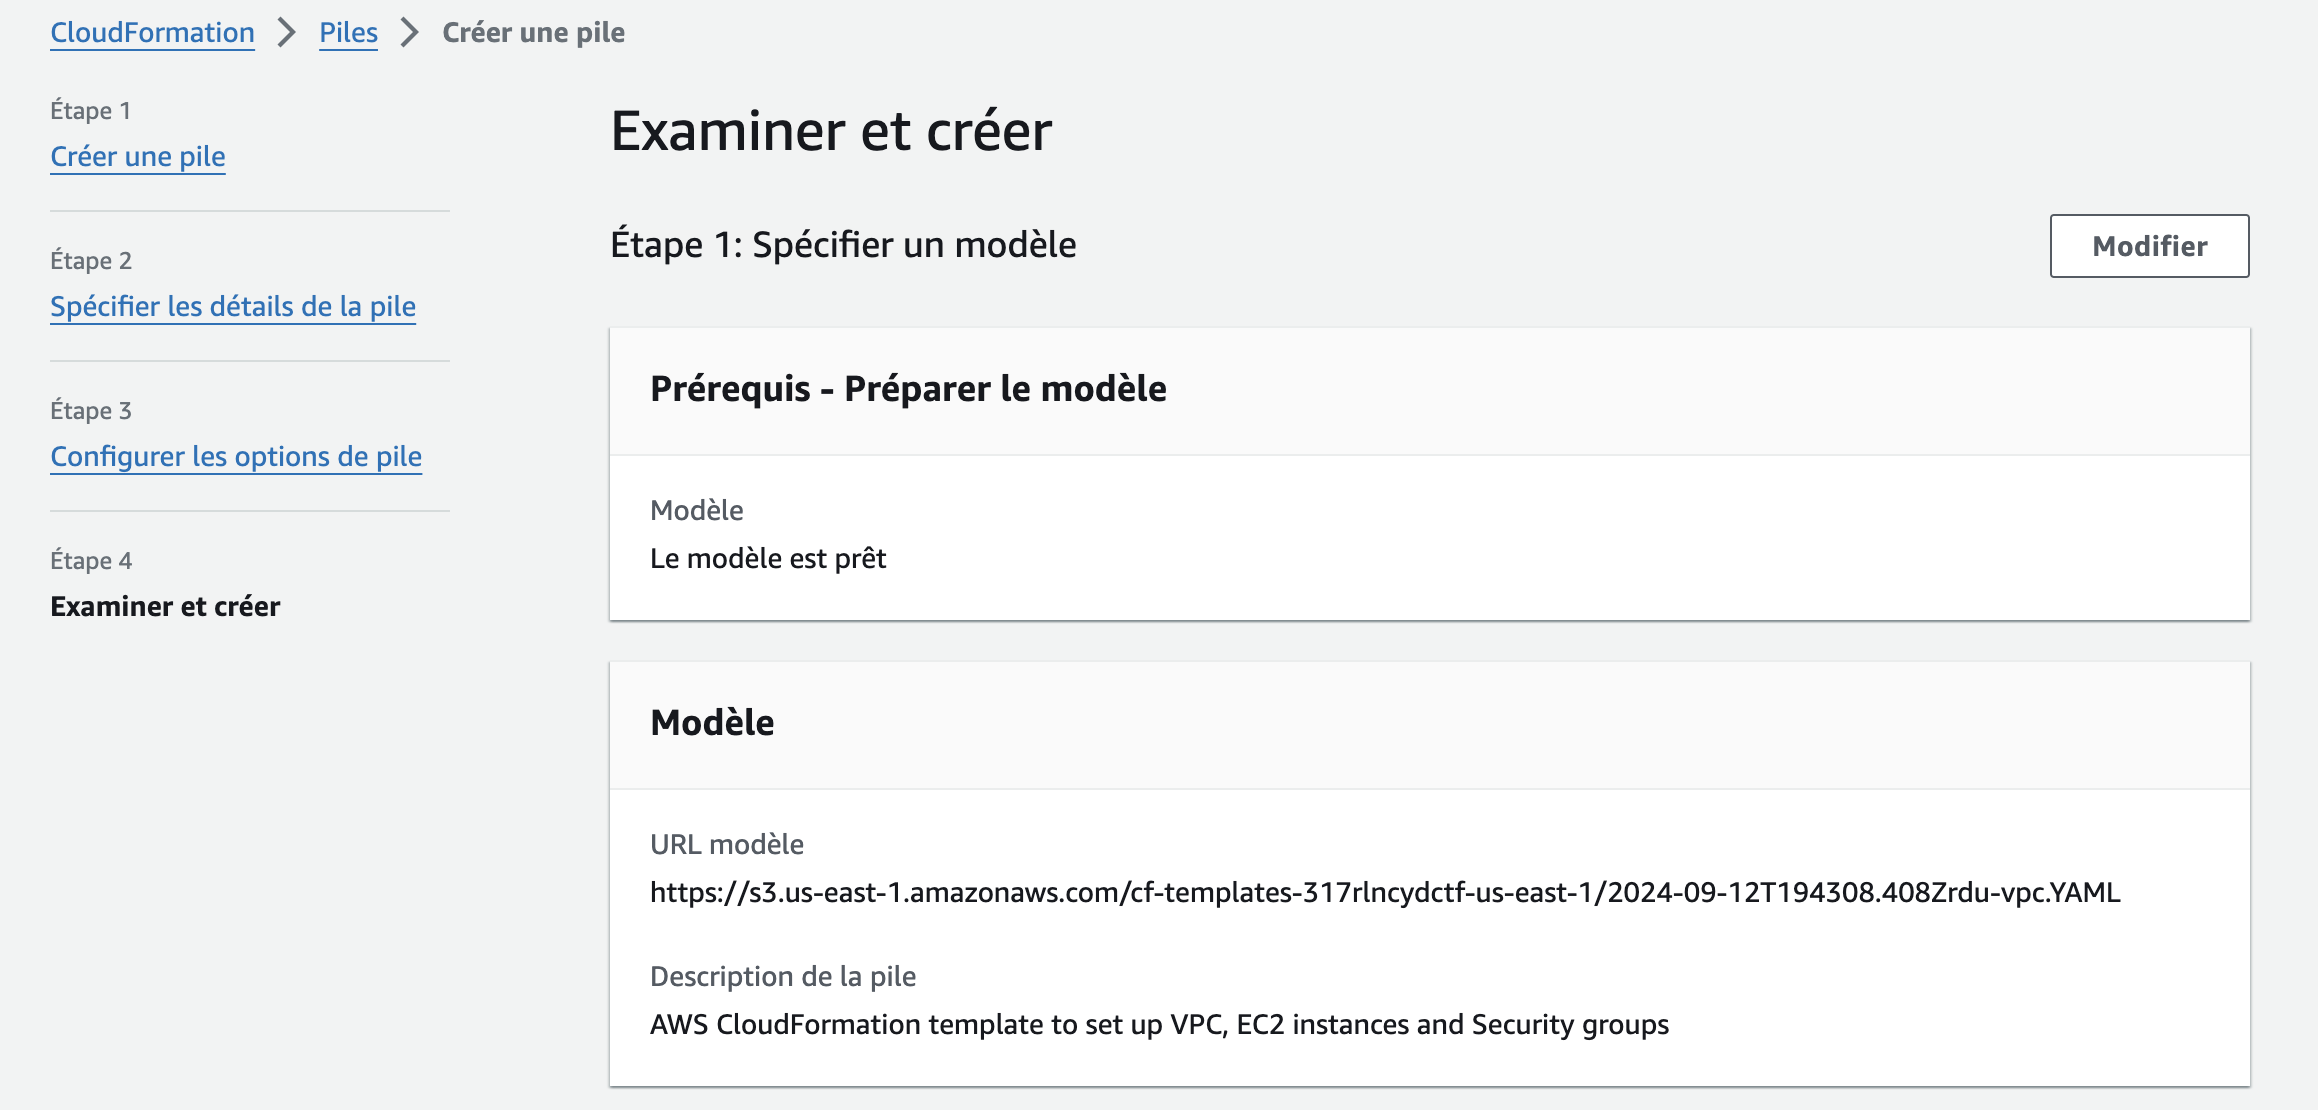 CloudFormation > Piles > Créer une pile
Étape 1
Créer une pile
Étape 2
Spécifier les détails de la pile
Étape 3
Configurer les options de pile
Étape 4
Examiner et créer
Examiner et créer
Étape 1: Spécifier un modèle
Modifier
Prérequis - Préparer le modèle
Modèle
Le modèle est prêt
Modèle
URL modèle
https://s3.us-east-1.amazonaws.com/cf-templates-317rlncydctf-us-east-1/2024-09-12T194308.408Zrdu-vpc.YAML
Description de la pile
AWS CloudFormation template to set up VPC, EC2 instances and Security groups